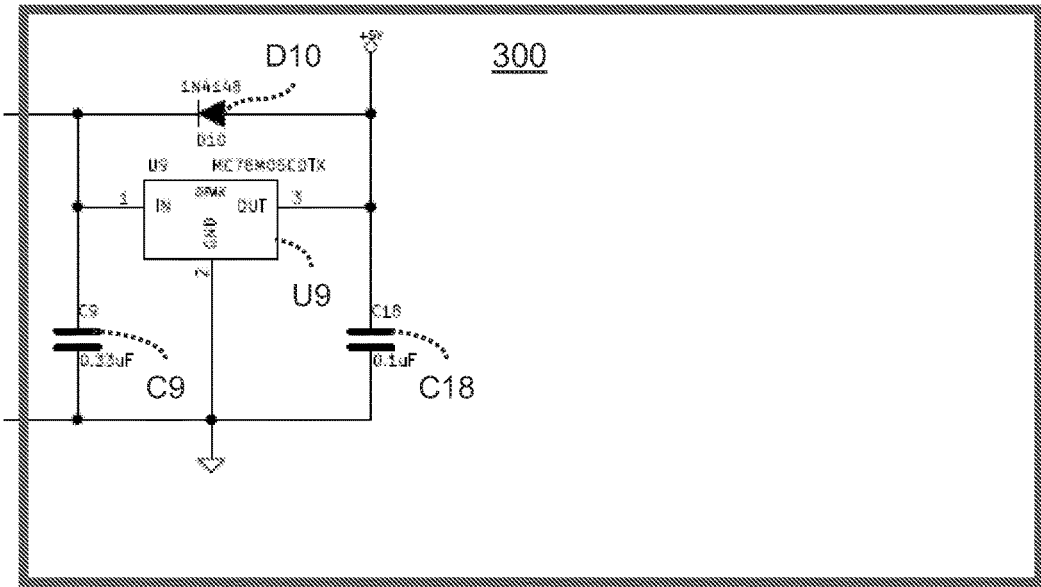 +5V
D10
300
1N4148
D10
U9 MC78M05CDTX
IN OUT
1 3
GND
2
U9
C9 C18
0.33uF 0.1uF
C9 C18